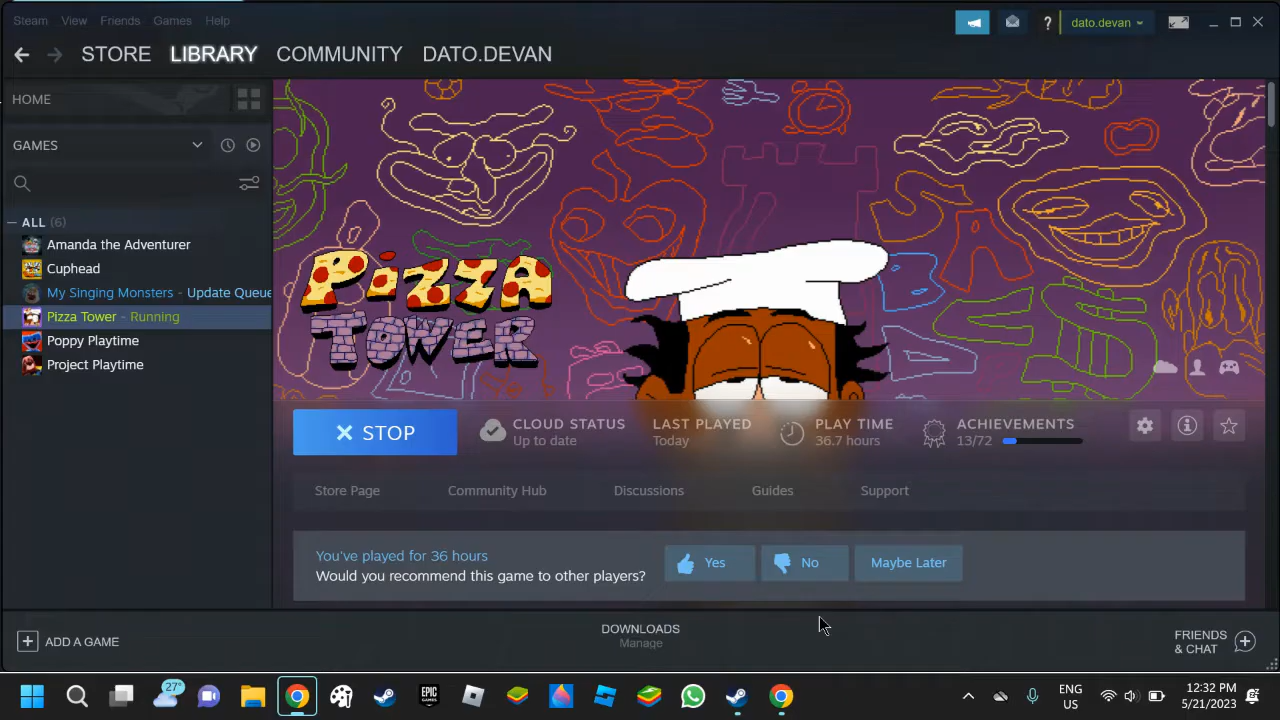 Steam View Friends Games Help
? dato.devan
STORE LIBRARY COMMUNITY DATO.DEVAN
HOME
GAMES
ALL (6)
Amanda the Adventurer
Cuphead
My Singing Monsters - Update Queue
Pizza Tower - Running
Poppy Playtime
Project Playtime
PIZZA
TOWER
STOP
CLOUD STATUS
Up to date
LAST PLAYED
Today
PLAY TIME
36.7 hours
ACHIEVEMENTS
13/72
Store Page Community Hub Discussions Guides Support
You've played for 36 hours
Would you recommend this game to other players?
Yes No Maybe Later
ADD A GAME
DOWNLOADS
Manage
FRIENDS
& CHAT
27°
EPIC
GAMES
ENG
US
12:32 PM
5/21/2023